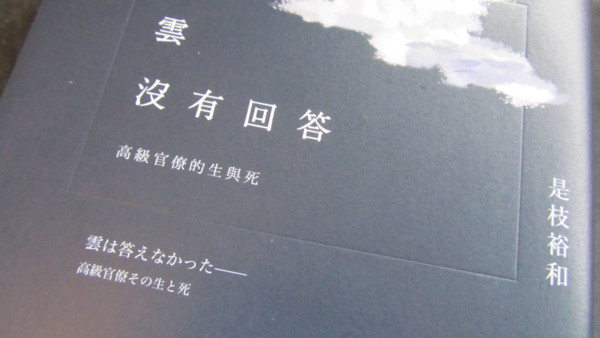 雲
沒有回答
高級官僚的生與死
雲は答えなかった——
高級官僚その生と死
是枝裕和